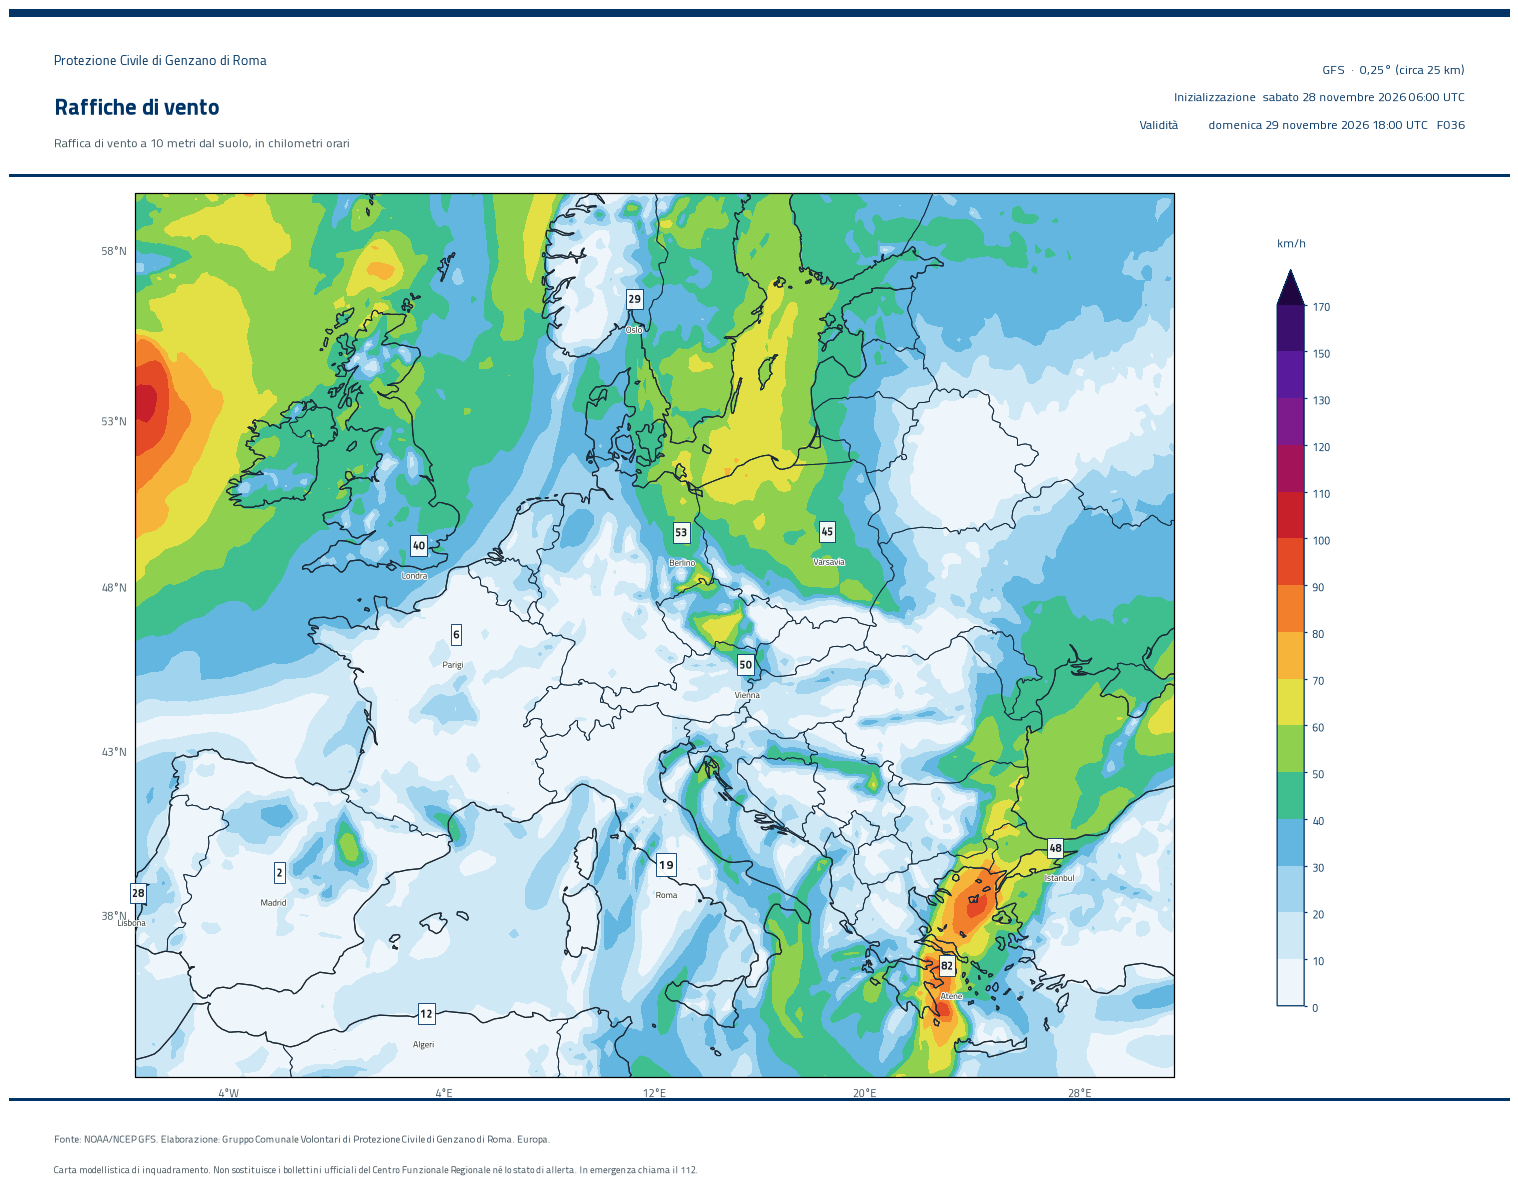 Protezione Civile di Genzano di Roma
Raffiche di vento
Raffica di vento a 10 metri dal suolo, in chilometri orari
GFS · 0,25° (circa 25 km)
Inizializzazione sabato 28 novembre 2026 06:00 UTC
Validità domenica 29 novembre 2026 18:00 UTC F036
58°N
53°N
48°N
43°N
38°N
29
Oslo
40
Londra
53
Berlino
45
Varsavia
6
Parigi
50
Vienna
2
Madrid
28
Lisbona
19
Roma
48
Istanbul
82
Atene
12
Algeri
4°W
4°E
12°E
20°E
28°E
km/h
170
150
130
120
110
100
90
80
70
60
50
40
30
20
10
0
Fonte: NOAA/NCEP GFS. Elaborazione: Gruppo Comunale Volontari di Protezione Civile di Genzano di Roma. Europa.
Carta modellistica di inquadramento. Non sostituisce i bollettini ufficiali del Centro Funzionale Regionale né lo stato di allerta. In emergenza chiama il 112.